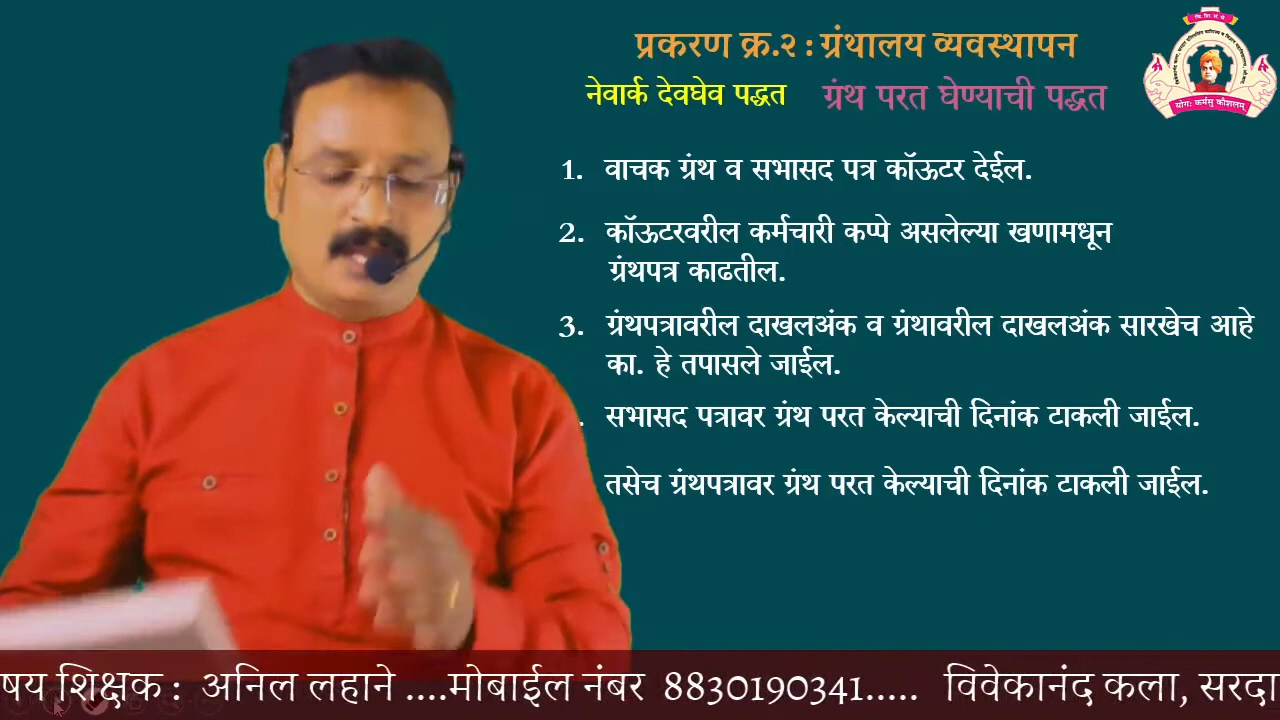 प्रकरण क्र.२ : ग्रंथालय व्यवस्थापन
नेवार्क देवघेव पद्धत ग्रंथ परत घेण्याची पद्धत
1. वाचक ग्रंथ व सभासद पत्र कॉऊटर देईल.
2. कॉऊटरवरील कर्मचारी कप्पे असलेल्या खणामधून
ग्रंथपत्र काढतील.
3. ग्रंथपत्रावरील दाखलअंक व ग्रंथावरील दाखलअंक सारखेच आहे
का. हे तपासले जाईल.
. सभासद पत्रावर ग्रंथ परत केल्याची दिनांक टाकली जाईल.
तसेच ग्रंथपत्रावर ग्रंथ परत केल्याची दिनांक टाकली जाईल.
योगः कर्मसु कौशलम्
षय शिक्षक : अनिल लहाने ....मोबाईल नंबर 8830190341..... विवेकानंद कला, सरदा